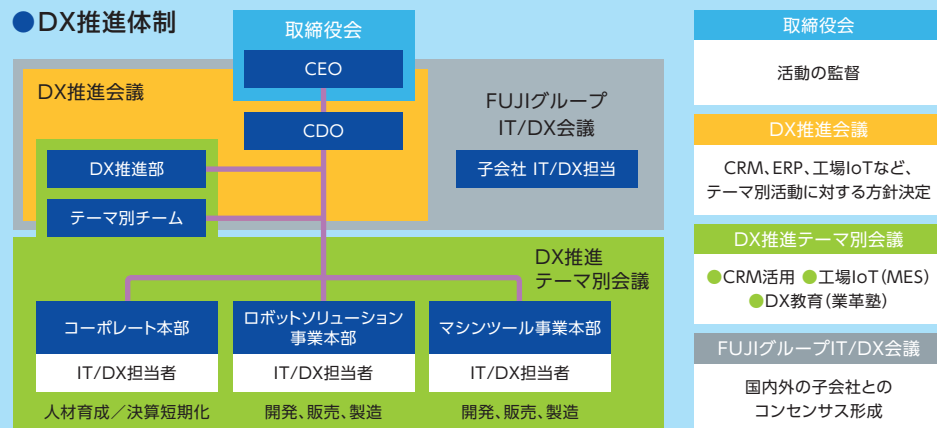 ●DX推進体制
取締役会
CEO
DX推進会議
CDO
FUJIグループ
IT/DX会議
DX推進部
子会社 IT/DX担当
テーマ別チーム
DX推進
テーマ別会議
コーポレート本部
ロボットソリューション
事業本部
マシンツール事業本部
IT/DX担当者
IT/DX担当者
IT/DX担当者
人材育成／決算短期化
開発、販売、製造
開発、販売、製造
取締役会
活動の監督
DX推進会議
CRM、ERP、工場IoTなど、
テーマ別活動に対する方針決定
DX推進テーマ別会議
●CRM活用 ●工場IoT（MES）
●DX教育（業革塾）
FUJIグループIT/DX会議
国内外の子会社との
コンセンサス形成